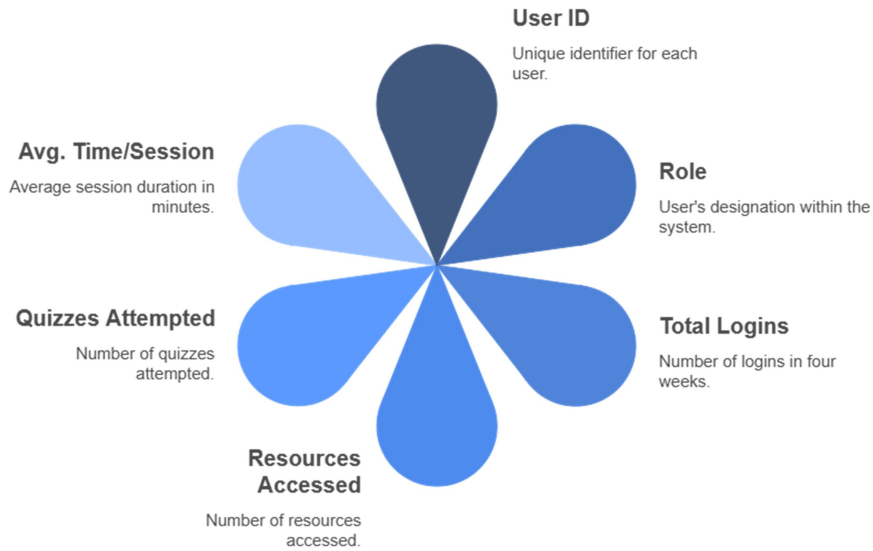 User ID
Unique identifier for each
user.
Role
User's designation within the
system.
Total Logins
Number of logins in four
weeks.
Resources
Accessed
Number of resources
accessed.
Quizzes Attempted
Number of quizzes
attempted.
Avg. Time/Session
Average session duration in
minutes.